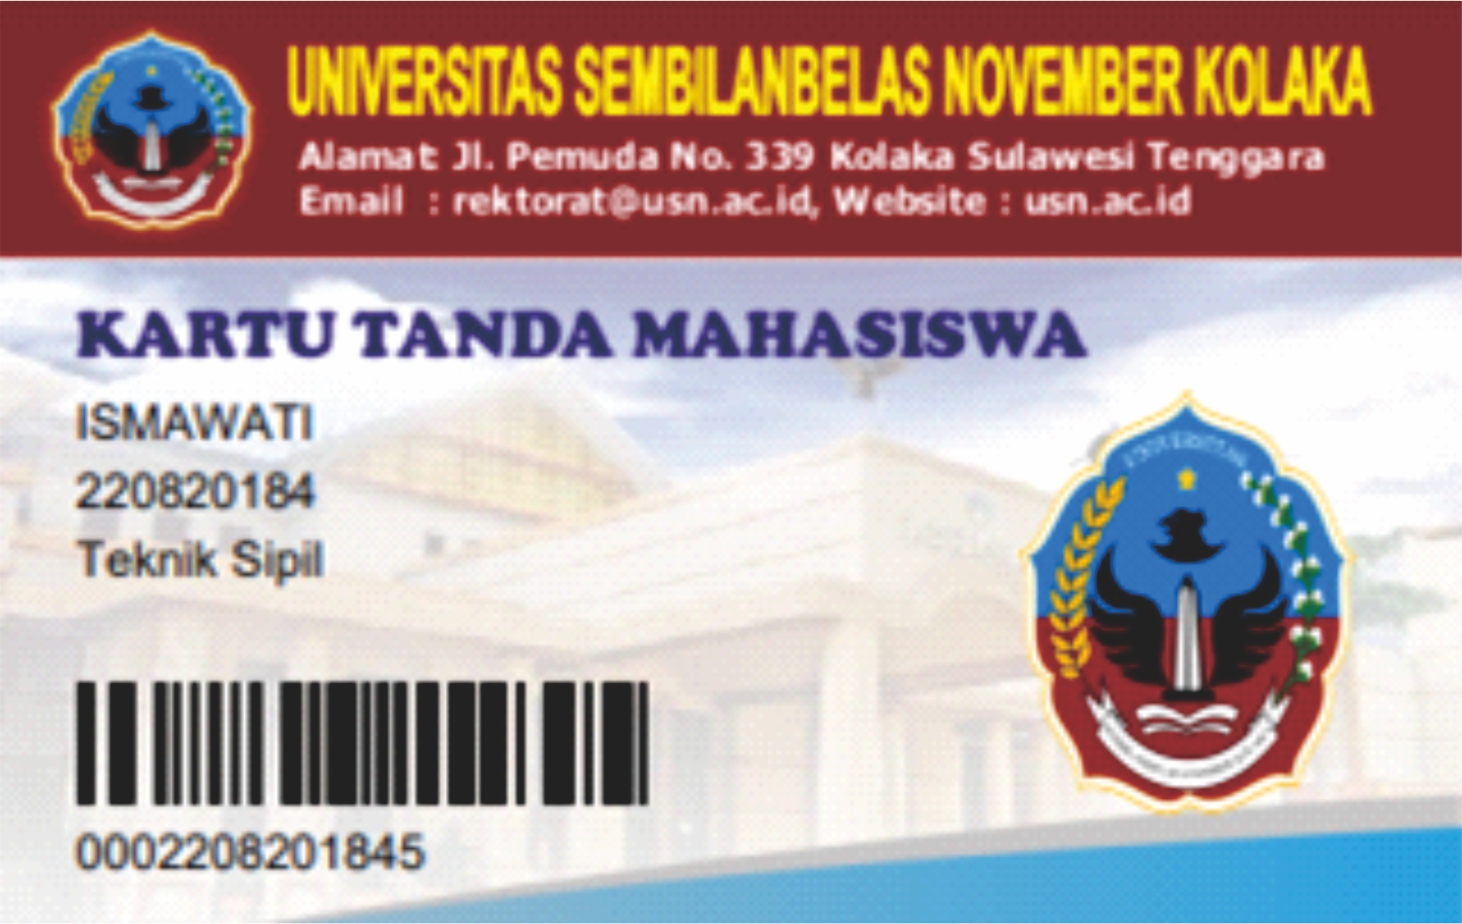 UNIVERSITAS SEMBILANBELAS NOVEMBER KOLAKA
Alamat: Jl. Pemuda No. 339 Kolaka Sulawesi Tenggara
Email : rektorat@usn.ac.id, Website : usn.ac.id
KARTU TANDA MAHASISWA
ISMAWATI
220820184
Teknik Sipil
0002208201845